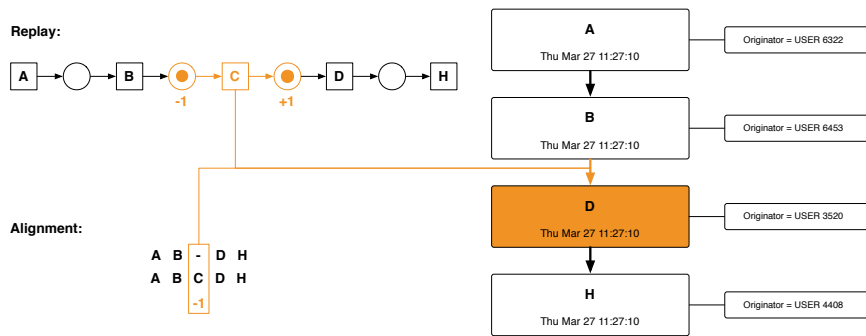 Replay:
A B C D H
-1 +1
Alignment:
A B - D H
A B C D H
-1
A
Thu Mar 27 11:27:10
Originator = USER 6322
B
Thu Mar 27 11:27:10
Originator = USER 6453
D
Thu Mar 27 11:27:10
Originator = USER 3520
H
Thu Mar 27 11:27:10
Originator = USER 4408